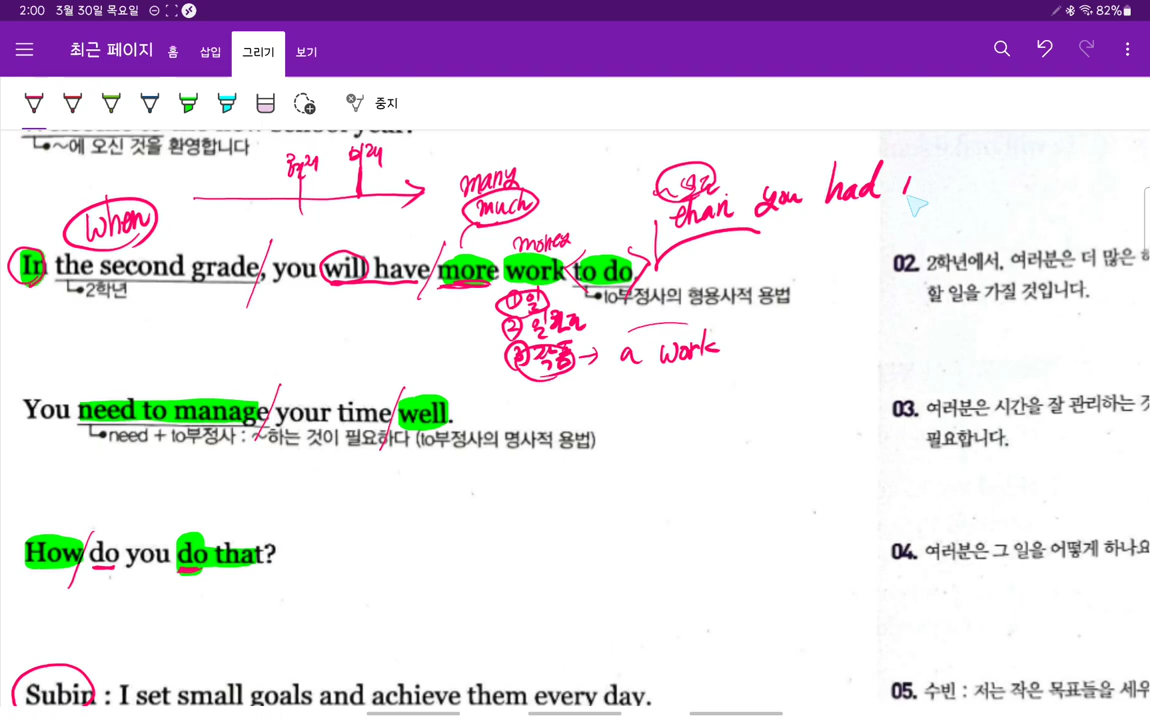 2:00 3월 30일 목요일 82%
최근 페이지 홈 삽입 그리기 보기
중지
~에 오신 것을 환영합니다
현재 미래
many
when much than you had
money
In the second grade, you will have more work to do 02. 2학년에서, 여러분은 더 많은
2학년 ①일 to부정사의 형용사적 용법 할 일을 가질 것입니다.
②
③작품 → a work
You need to manage your time well. 03. 여러분은 시간을 잘 관리하는 것
need + to부정사 : ~하는 것이 필요하다 (to부정사의 명사적 용법) 필요합니다.
How do you do that? 04. 여러분은 그 일을 어떻게 하나요
Subin : I set small goals and achieve them every day. 05. 수빈 : 저는 작은 목표들을 세우